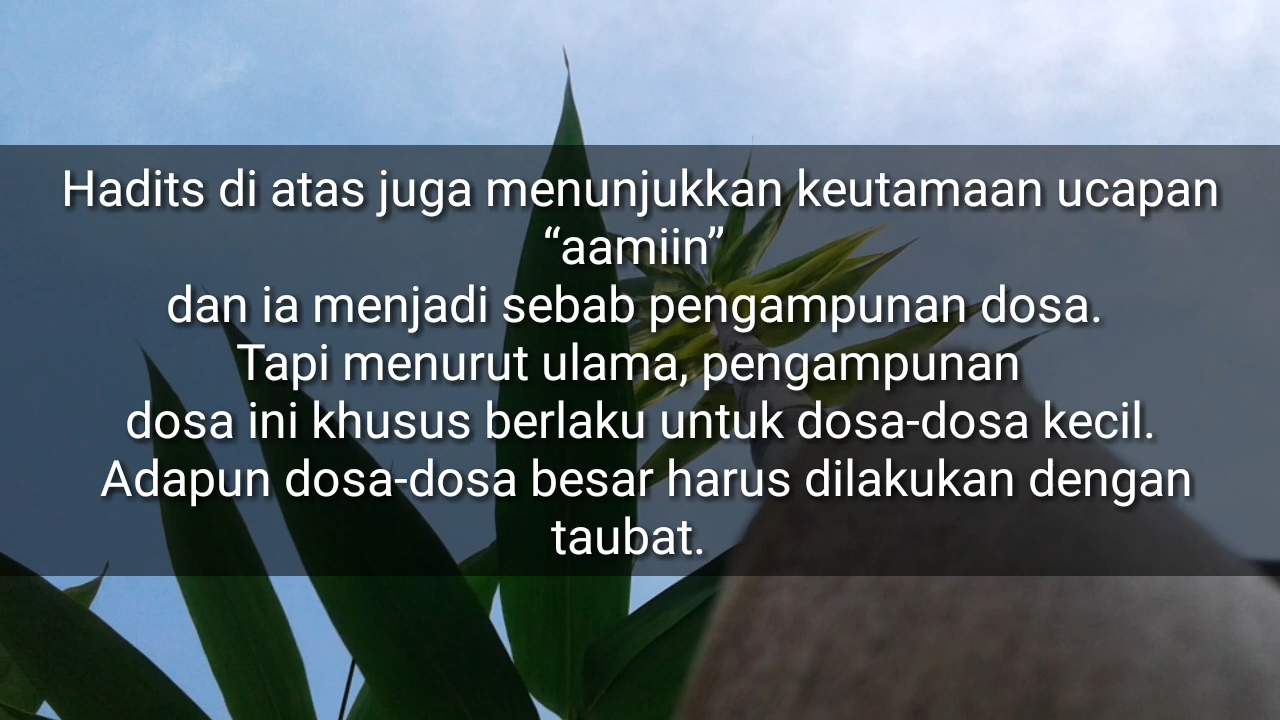 Hadits di atas juga menunjukkan keutamaan ucapan
“aamiin”
dan ia menjadi sebab pengampunan dosa.
Tapi menurut ulama, pengampunan
dosa ini khusus berlaku untuk dosa-dosa kecil.
Adapun dosa-dosa besar harus dilakukan dengan
taubat.